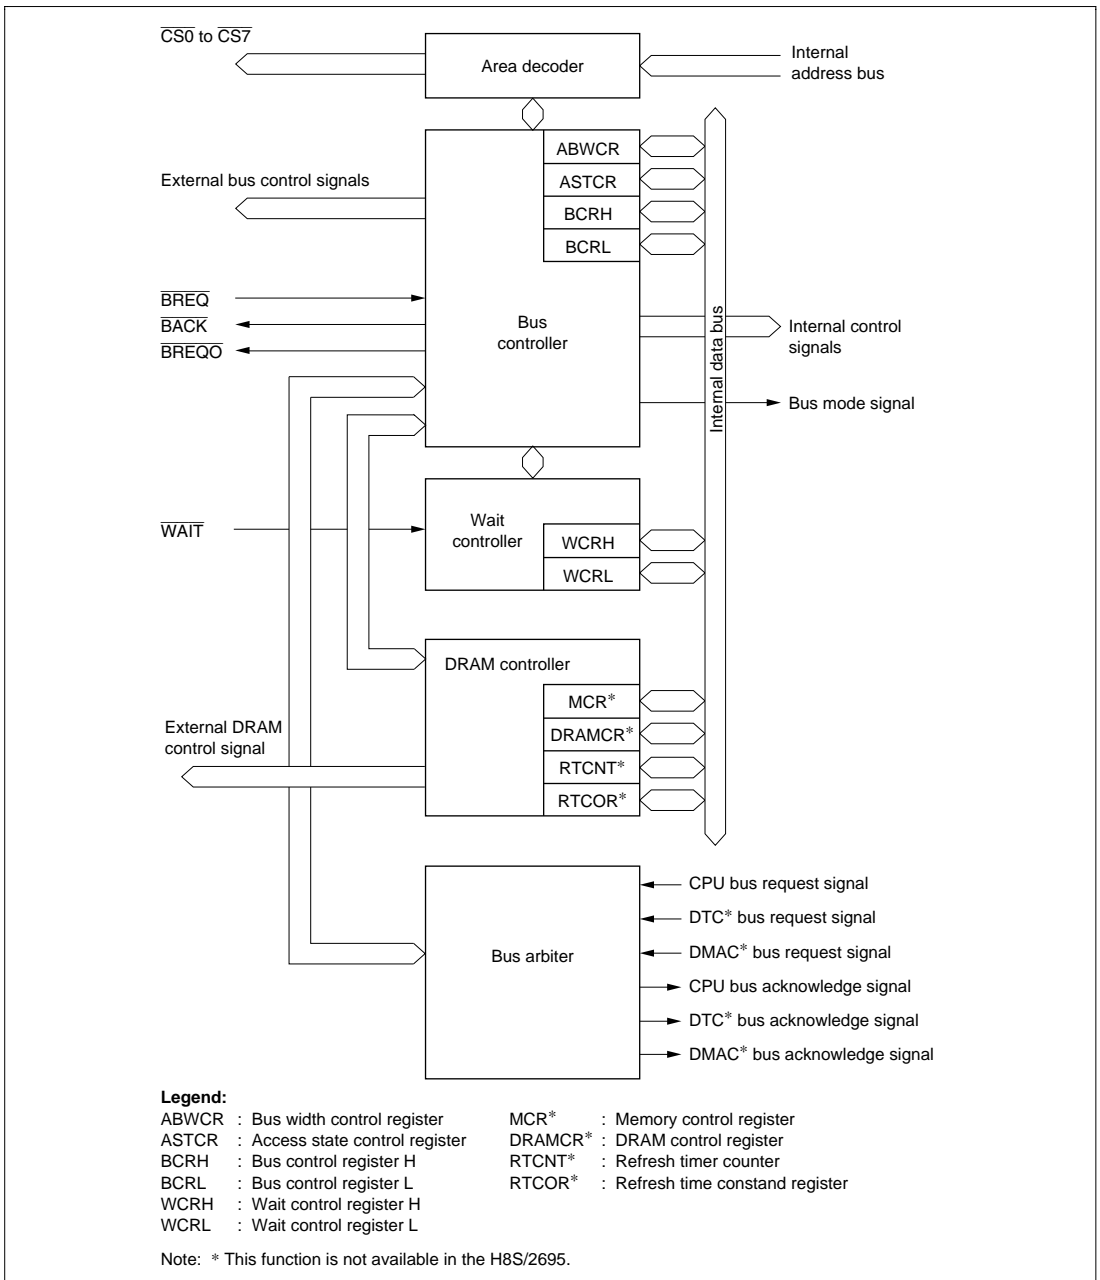 CS0 to CS7
Area decoder
Internal
address bus
ABWCR
ASTCR
BCRH
BCRL
External bus control signals
BREQ
BACK
BREQO
Bus
controller
Internal data bus
Internal control
signals
Bus mode signal
WAIT
Wait
controller
WCRH
WCRL
DRAM controller
MCR*
DRAMCR*
RTCNT*
RTCOR*
External DRAM
control signal
Bus arbiter
CPU bus request signal
DTC* bus request signal
DMAC* bus request signal
CPU bus acknowledge signal
DTC* bus acknowledge signal
DMAC* bus acknowledge signal
Legend:
ABWCR : Bus width control register
ASTCR : Access state control register
BCRH : Bus control register H
BCRL : Bus control register L
WCRH : Wait control register H
WCRL : Wait control register L
MCR* : Memory control register
DRAMCR* : DRAM control register
RTCNT* : Refresh timer counter
RTCOR* : Refresh time constand register
Note: * This function is not available in the H8S/2695.